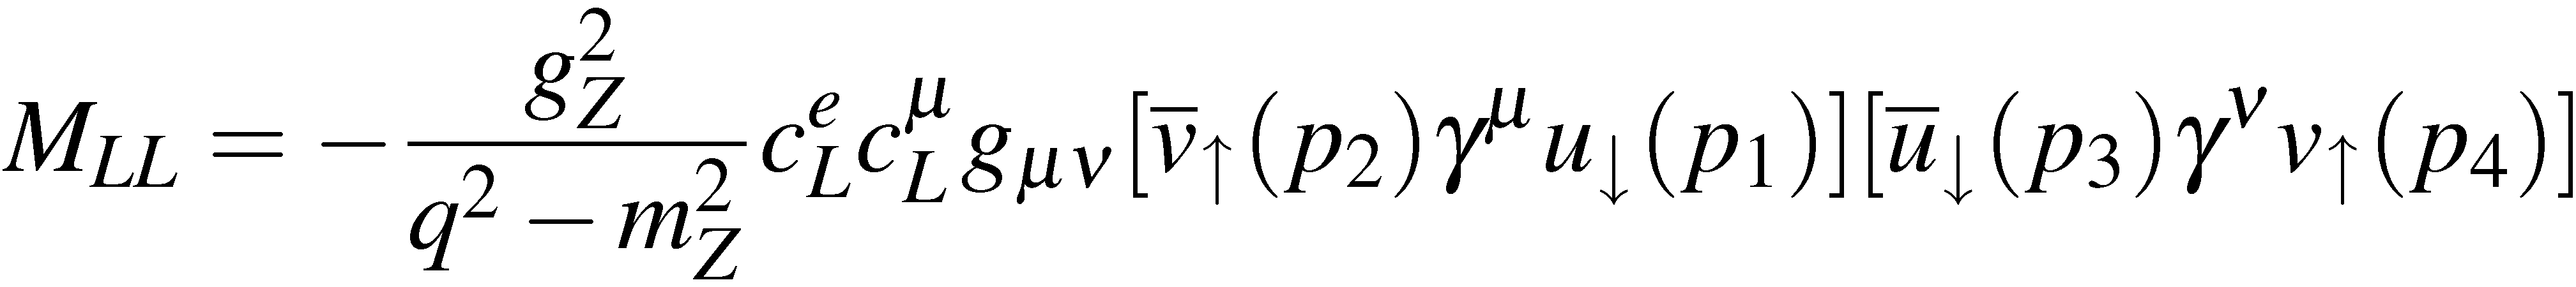 $M_{LL} = -\frac{g_Z^2}{q^2 - m_Z^2} c_L^e c_L^\mu g_{\mu\nu} [\overline{v}_\uparrow(p_2) \gamma^\mu u_\downarrow(p_1)] [\overline{u}_\downarrow(p_3) \gamma^\nu v_\uparrow(p_4)]$